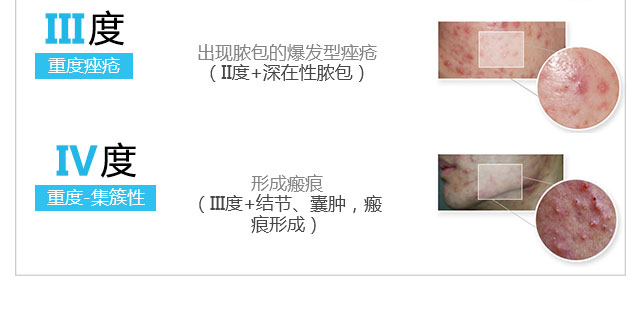 III度
重度痤疮
出现脓包的爆发型痤疮
（II度+深在性脓包）
IV度
重度-集簇性
形成瘢痕
（III度+结节、囊肿，瘢
痕形成）